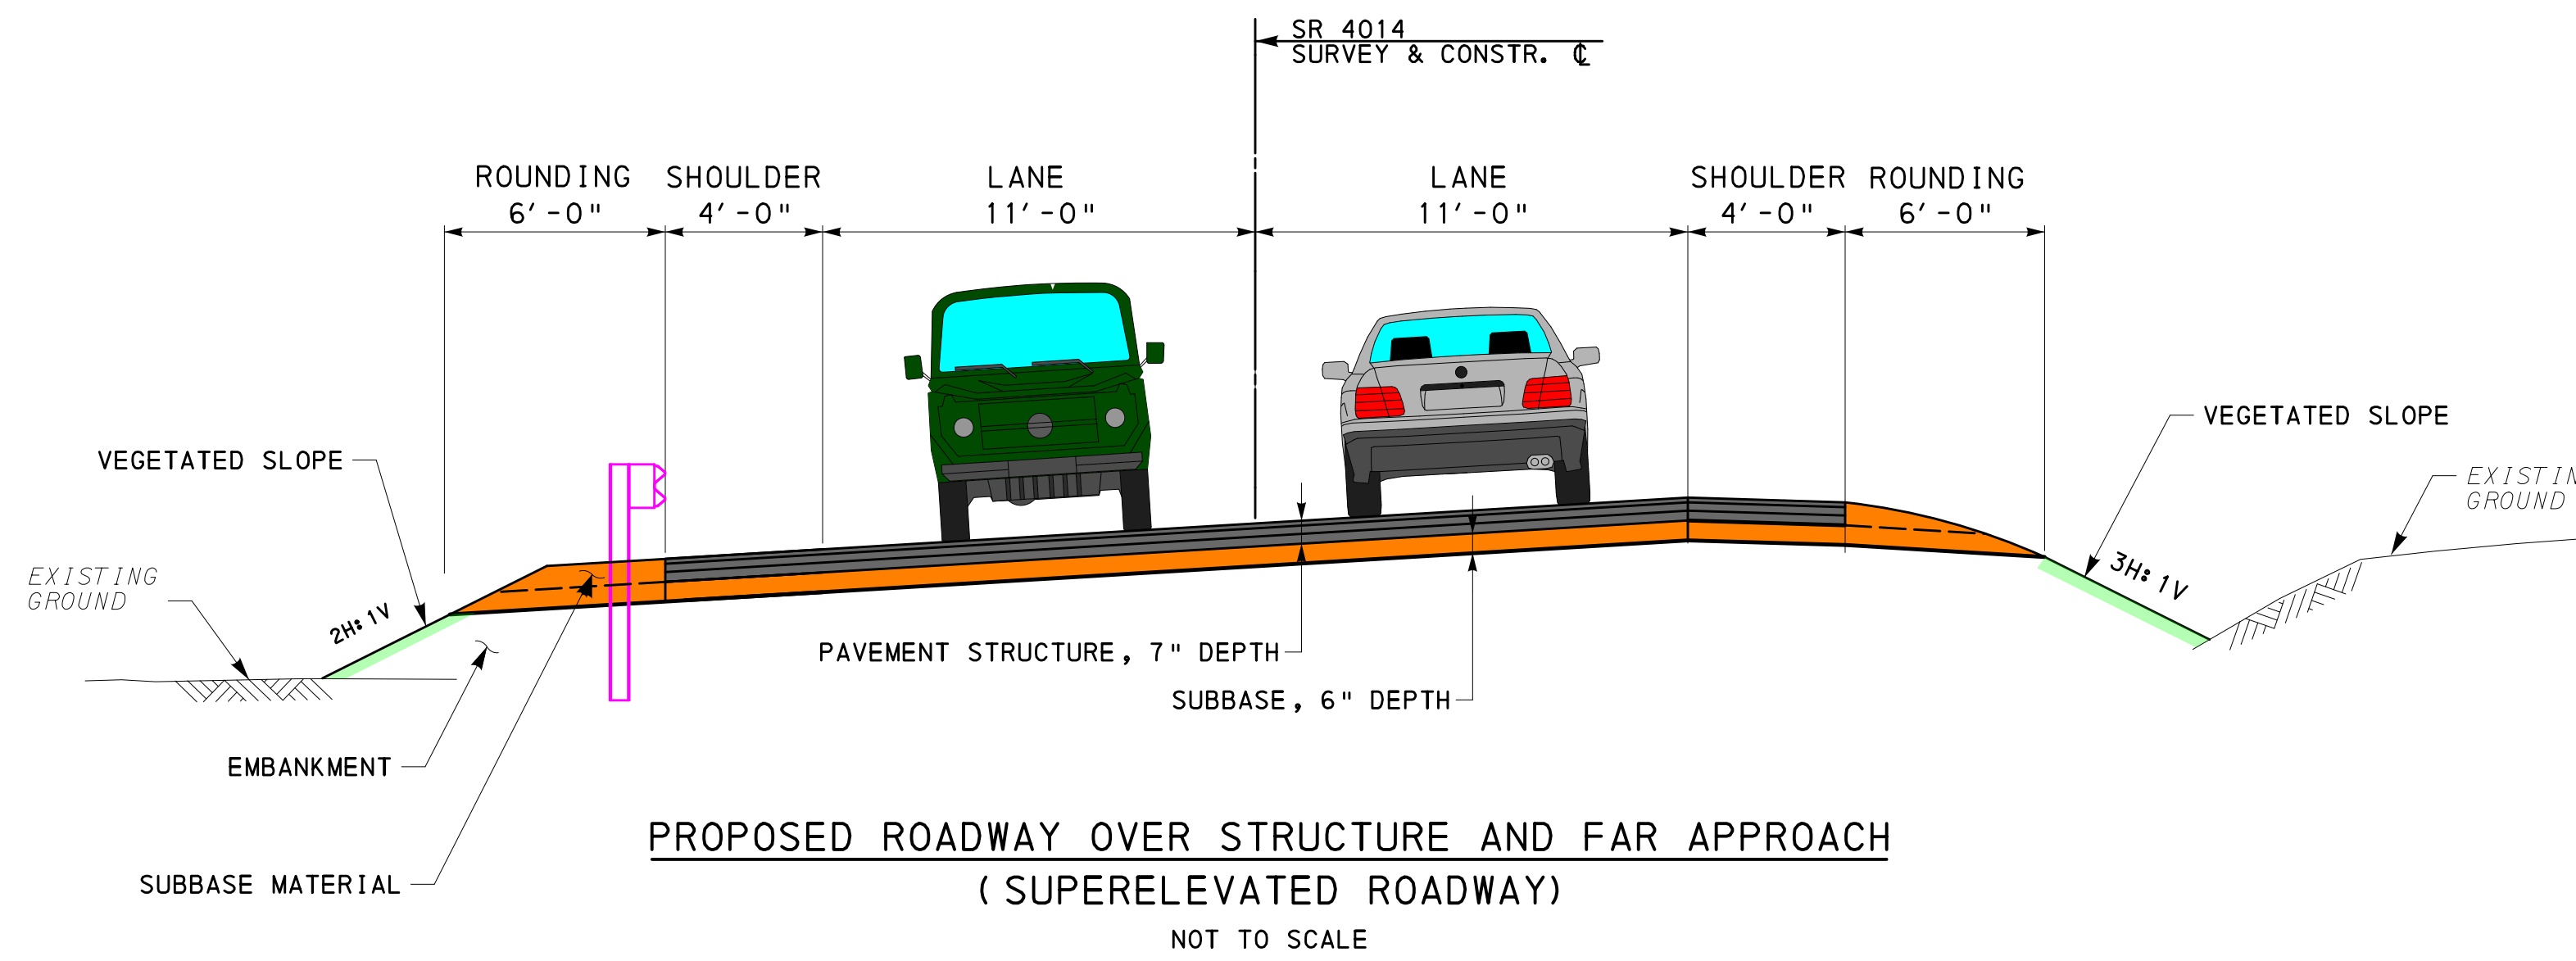 SR 4014
SURVEY & CONSTR. ℄
ROUNDING
6'-0"
SHOULDER
4'-0"
LANE
11'-0"
LANE
11'-0"
SHOULDER
4'-0"
ROUNDING
6'-0"
VEGETATED SLOPE
VEGETATED SLOPE
EXISTIN
GROUND
EXISTING
GROUND
2H:1V
3H:1V
PAVEMENT STRUCTURE, 7" DEPTH
SUBBASE, 6" DEPTH
EMBANKMENT
SUBBASE MATERIAL
PROPOSED ROADWAY OVER STRUCTURE AND FAR APPROACH
(SUPERELEVATED ROADWAY)
NOT TO SCALE